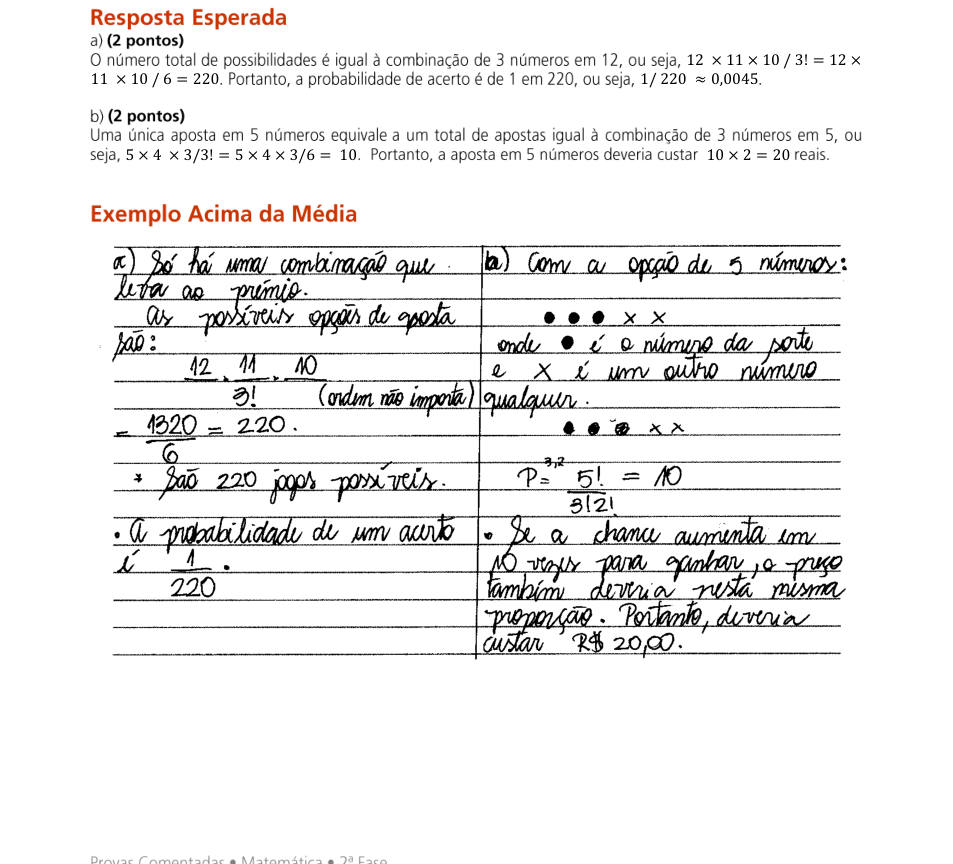 Resposta Esperada
a) (2 pontos)
O número total de possibilidades é igual à combinação de 3 números em 12, ou seja, 12 × 11 × 10 / 3! = 12 ×
11 × 10 / 6 = 220. Portanto, a probabilidade de acerto é de 1 em 220, ou seja, 1/ 220 ≈ 0,0045.
b) (2 pontos)
Uma única aposta em 5 números equivale a um total de apostas igual à combinação de 3 números em 5, ou
seja, 5 × 4 × 3/3! = 5 × 4 × 3/6 = 10. Portanto, a aposta em 5 números deveria custar 10 × 2 = 20 reais.
Exemplo Acima da Média
a) Só há uma combinação que
leva ao prêmio.
As possíveis opções de aposta
são:
12 . 11 . 10
3! (ordem não importa)
= 1320 = 220.
6
* São 220 jogos possíveis.
• A probabilidade de um acerto
é 1 .
220
b) Com a opção de 5 números:
● ● ● x x
onde ● é o número da sorte
e X é um outro número
qualquer.
● ● ● x x
P 3,2 = 5! = 10
3!2!
• Se a chance aumenta em
10 vezes para ganhar, o preço
também deveria nesta mesma
proporção. Portanto, deveria
custar R$ 20,00.
Provas Comentadas • Matemática • 2ª Fase